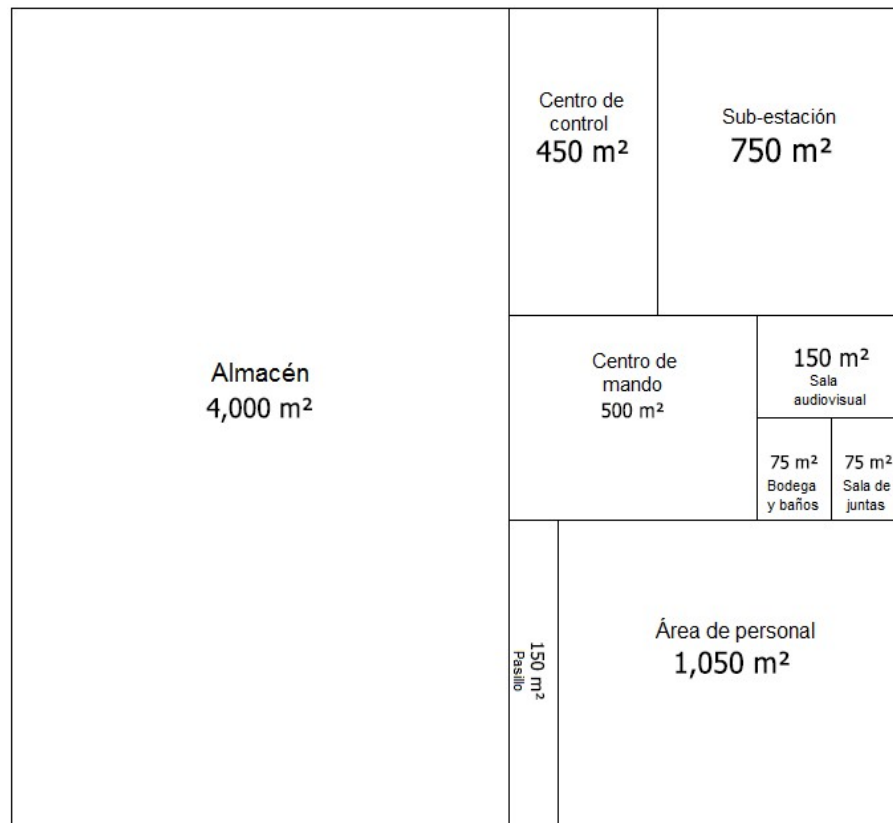 Centro de
control
450 m²
Sub-estación
750 m²
Almacén
4,000 m²
Centro de
mando
500 m²
150 m²
Sala
audiovisual
75 m²
Bodega
y baños
75 m²
Sala de
juntas
150 m²
Pasillo
Área de personal
1,050 m²